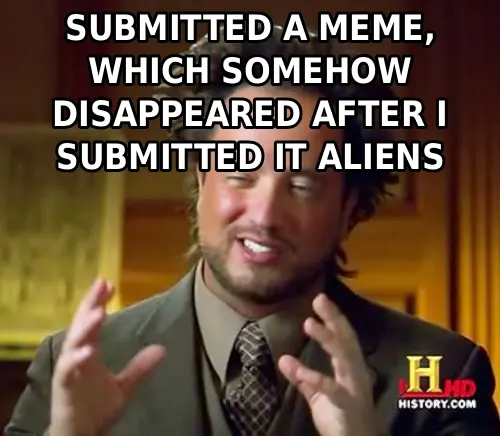 SUBMITTED A MEME,
WHICH SOMEHOW
DISAPPEARED AFTER I
SUBMITTED IT ALIENS
H HD
HISTORY.COM